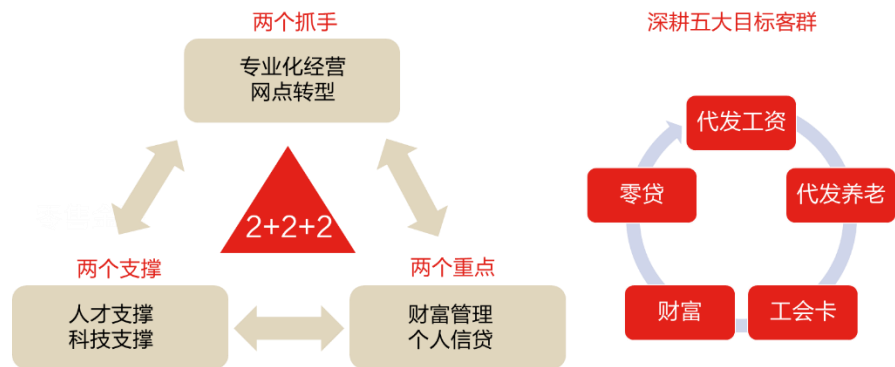 两个抓手
专业化经营
网点转型
2+2+2
两个支撑
人才支撑
科技支撑
两个重点
财富管理
个人信贷
深耕五大目标客群
代发工资
代发养老
工会卡
财富
零贷